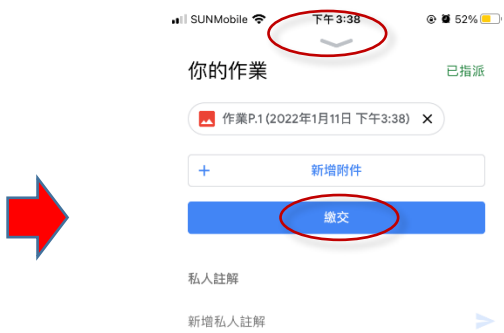 SUNMobile 下午3:38 52%
你的作業 已指派
作業P.1 (2022年1月11日 下午3:38) ×
+ 新增附件
繳交
私人註解
新增私人註解